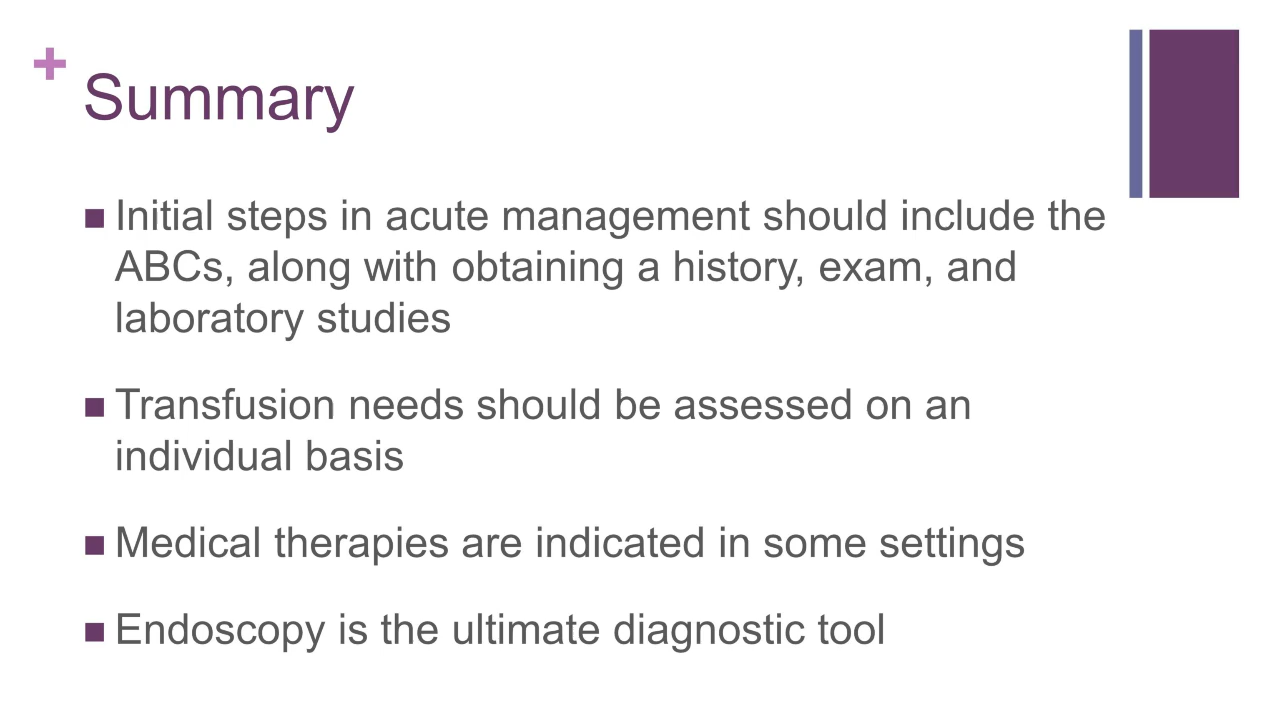 +
Summary
Initial steps in acute management should include the
ABCs, along with obtaining a history, exam, and
laboratory studies
Transfusion needs should be assessed on an
individual basis
Medical therapies are indicated in some settings
Endoscopy is the ultimate diagnostic tool